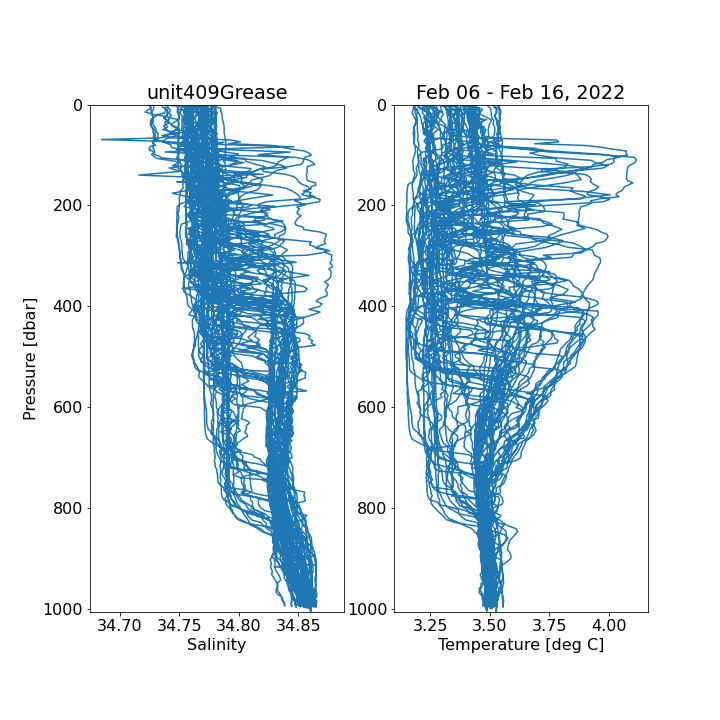 unit409Grease
Feb 06 - Feb 16, 2022
Pressure [dbar]
0
200
400
600
800
1000
34.70 34.75 34.80 34.85
Salinity
0
200
400
600
800
1000
3.25 3.50 3.75 4.00
Temperature [deg C]